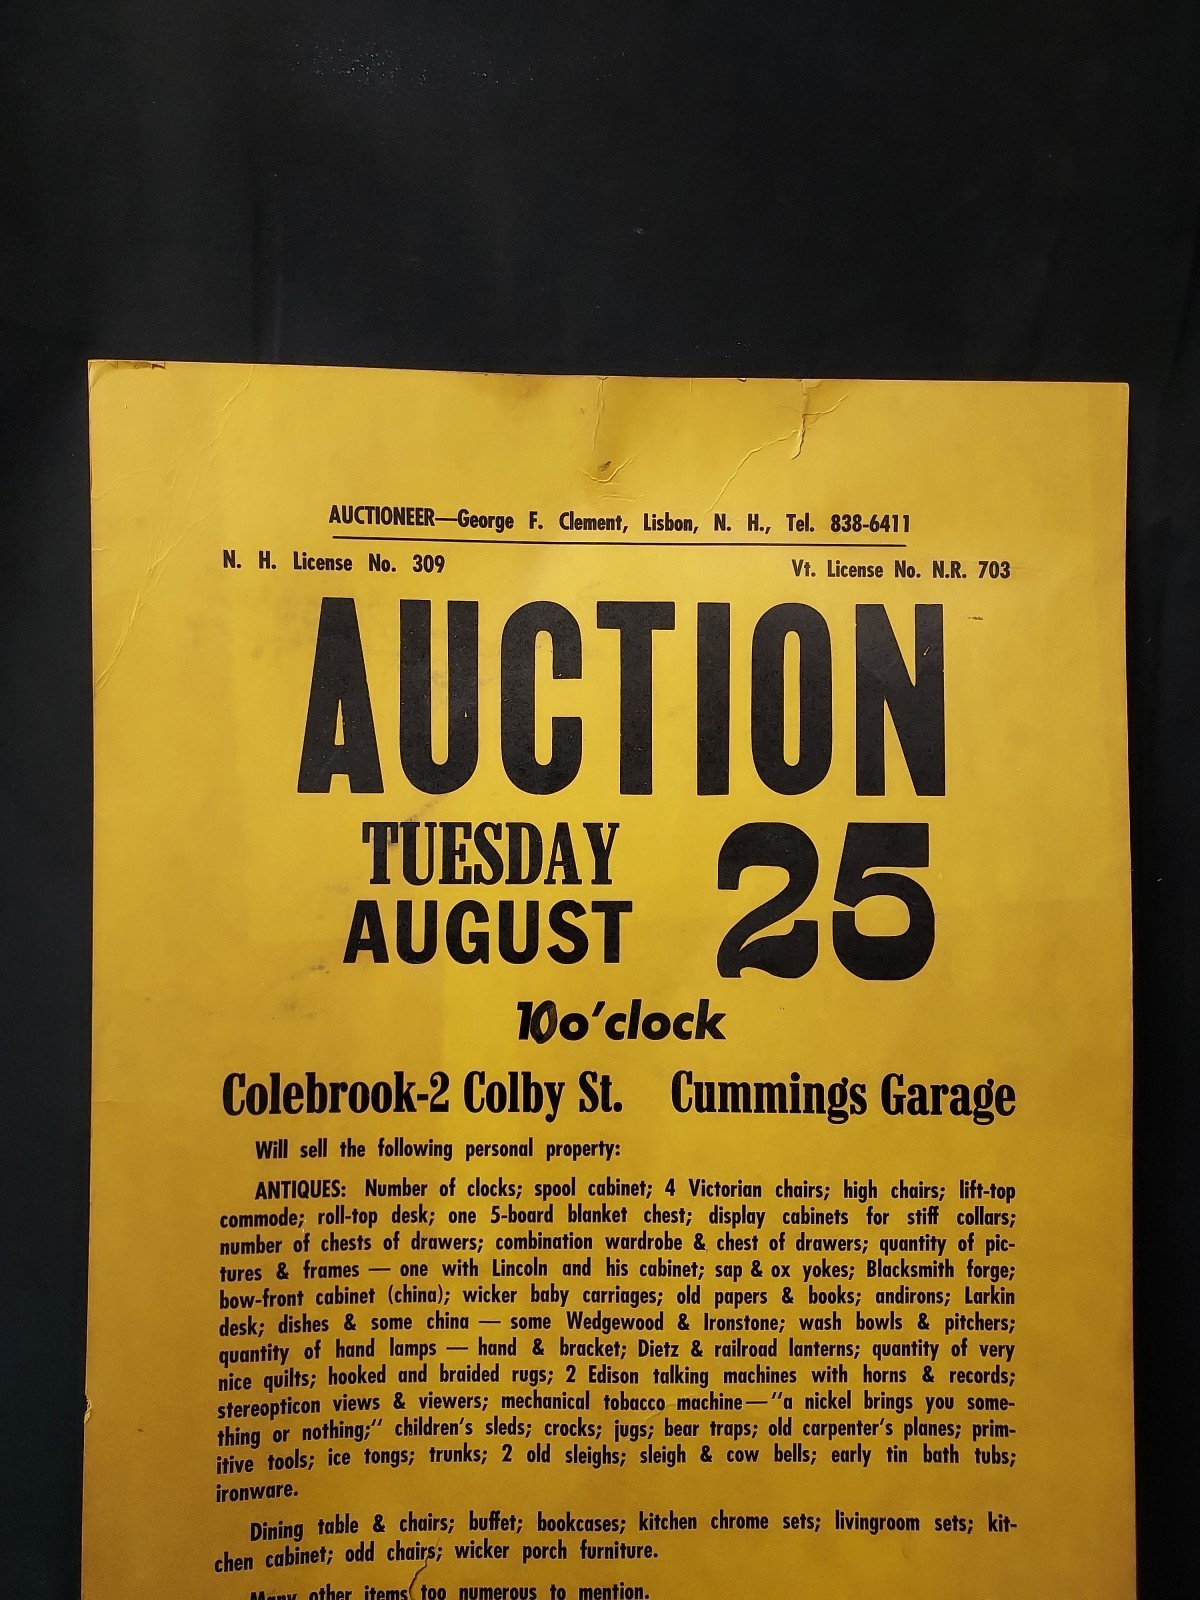 AUCTIONEER—George F. Clement, Lisbon, N. H., Tel. 838-6411
N. H. License No. 309 Vt. License No. N.R. 703
AUCTION
TUESDAY
AUGUST 25
10 o'clock
Colebrook-2 Colby St. Cummings Garage
Will sell the following personal property:
ANTIQUES: Number of clocks; spool cabinet; 4 Victorian chairs; high chairs; lift-top
commode; roll-top desk; one 5-board blanket chest; display cabinets for stiff collars;
number of chests of drawers; combination wardrobe & chest of drawers; quantity of pic-
tures & frames — one with Lincoln and his cabinet; sap & ox yokes; Blacksmith forge;
bow-front cabinet (china); wicker baby carriages; old papers & books; andirons; Larkin
desk; dishes & some china — some Wedgewood & Ironstone; wash bowls & pitchers;
quantity of hand lamps — hand & bracket; Dietz & railroad lanterns; quantity of very
nice quilts; hooked and braided rugs; 2 Edison talking machines with horns & records;
stereopticon views & viewers; mechanical tobacco machine—"a nickel brings you some-
thing or nothing;" children's sleds; crocks; jugs; bear traps; old carpenter's planes; prim-
itive tools; ice tongs; trunks; 2 old sleighs; sleigh & cow bells; early tin bath tubs;
ironware.
Dining table & chairs; buffet; bookcases; kitchen chrome sets; livingroom sets; kit-
chen cabinet; odd chairs; wicker porch furniture.
Many other items too numerous to mention.